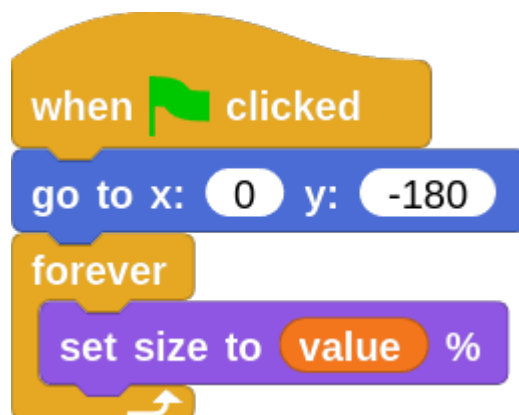 when clicked
go to x: 0 y: -180
forever
set size to value %